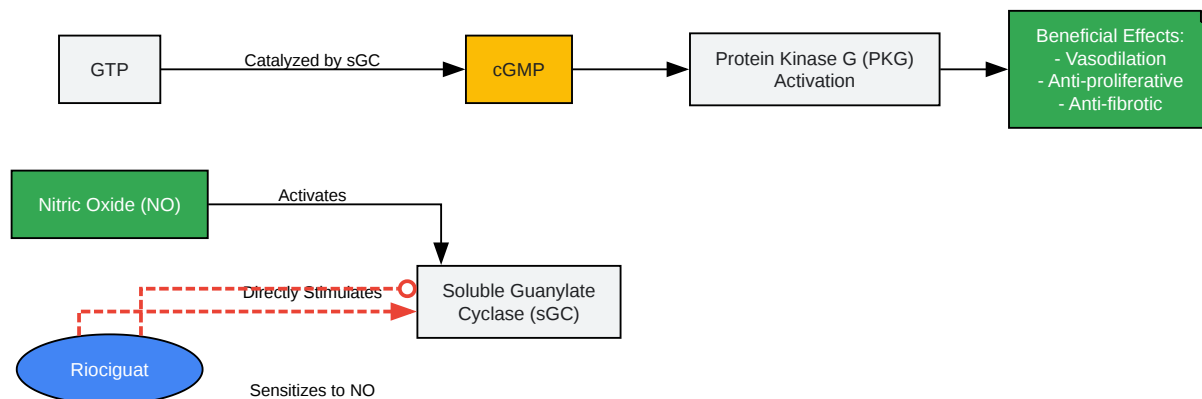 GTP
Catalyzed by sGC
cGMP
Protein Kinase G (PKG)
Activation
Beneficial Effects:
- Vasodilation
- Anti-proliferative
- Anti-fibrotic
Nitric Oxide (NO)
Activates
Directly Stimulates
Soluble Guanylate
Cyclase (sGC)
Riociguat
Sensitizes to NO